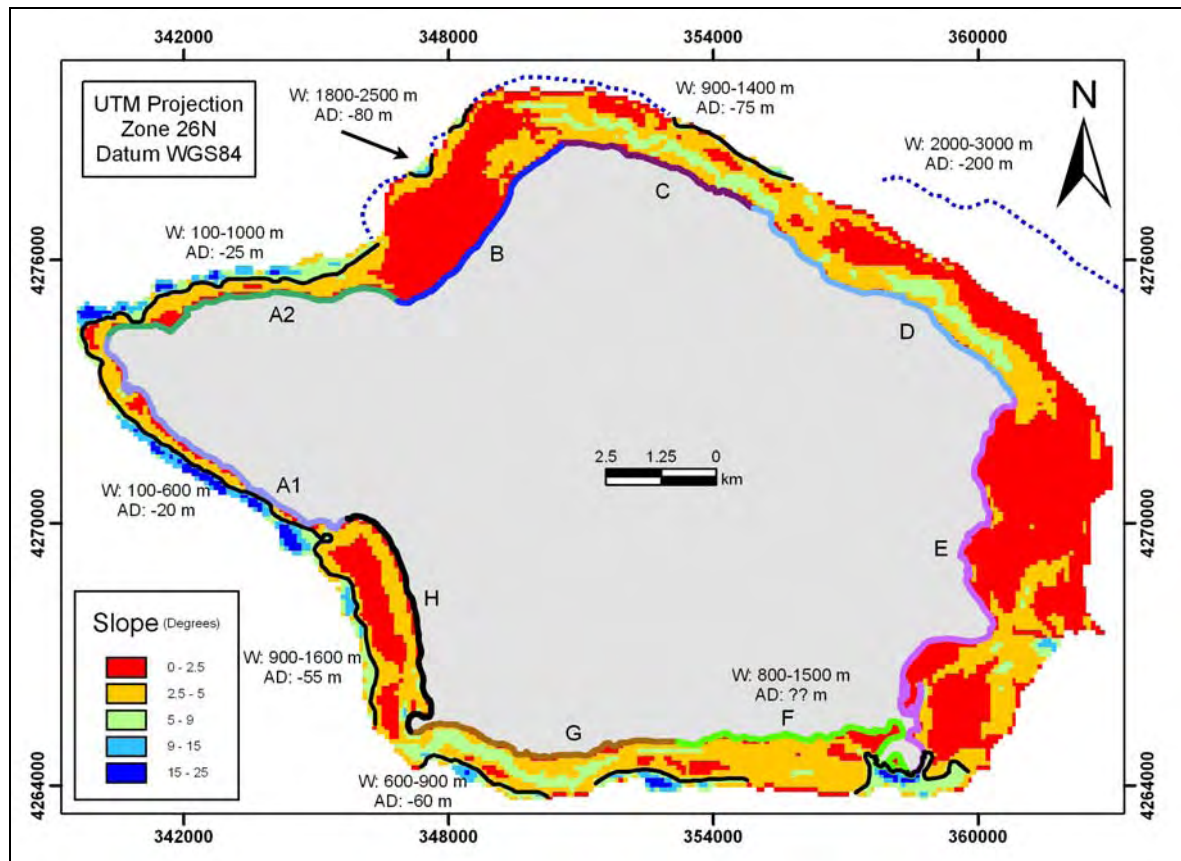 342000
348000
354000
360000
UTM Projection
Zone 26N
Datum WGS84
W: 1800-2500 m
AD: -80 m
W: 900-1400 m
AD: -75 m
N
W: 2000-3000 m
AD: -200 m
W: 100-1000 m
AD: -25 m
4276000
4276000
C
B
A2
D
2.5 1.25 0
km
W: 100-600 m
AD: -20 m
A1
4270000
4270000
E
H
Slope (Degrees)
0 - 2.5
2.5 - 5
5 - 9
9 - 15
15 - 25
W: 900-1600 m
AD: -55 m
W: 800-1500 m
AD: ?? m
F
G
W: 600-900 m
AD: -60 m
4264000
4264000
342000
348000
354000
360000